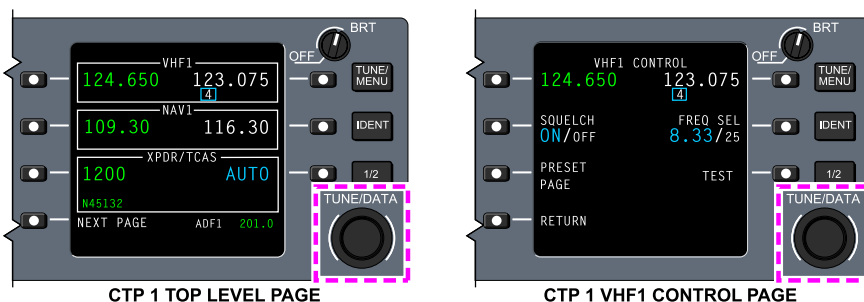 BRT
OFF
VHF1
124.650 123.075
4
TUNE/
MENU
NAV1
109.30 116.30
IDENT
XPDR/TCAS
1200 AUTO
1/2
N45132
TUNE/DATA
NEXT PAGE ADF1 201.0
CTP 1 TOP LEVEL PAGE
BRT
OFF
VHF1 CONTROL
124.650 123.075
4
TUNE/
MENU
SQUELCH FREQ SEL
ON/OFF 8.33/25
IDENT
PRESET
PAGE
TEST
1/2
TUNE/DATA
RETURN
CTP 1 VHF1 CONTROL PAGE